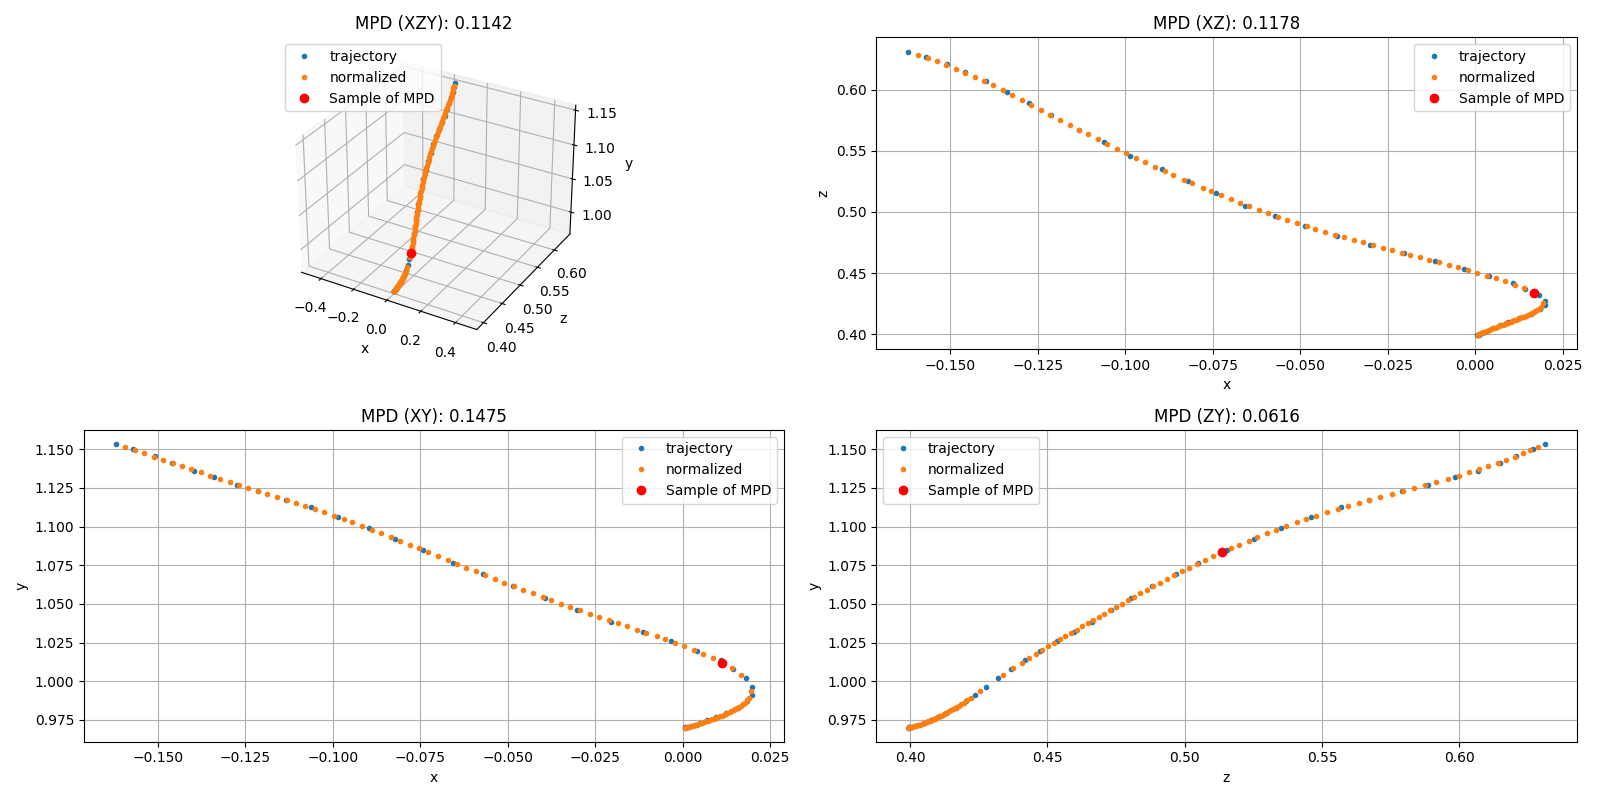 MPD (XZY): 0.1142
trajectory
normalized
Sample of MPD
1.15
1.10
1.05
1.00
y
0.60
0.55
0.50
0.45
0.40
z
−0.4
−0.2
0.0
0.2
0.4
x
MPD (XZ): 0.1178
trajectory
normalized
Sample of MPD
z
0.60
0.55
0.50
0.45
0.40
−0.150 −0.125 −0.100 −0.075 −0.050 −0.025 0.000 0.025
x
MPD (XY): 0.1475
trajectory
normalized
Sample of MPD
y
1.150
1.125
1.100
1.075
1.050
1.025
1.000
0.975
−0.150 −0.125 −0.100 −0.075 −0.050 −0.025 0.000 0.025
x
MPD (ZY): 0.0616
trajectory
normalized
Sample of MPD
y
1.150
1.125
1.100
1.075
1.050
1.025
1.000
0.975
0.40 0.45 0.50 0.55 0.60
z